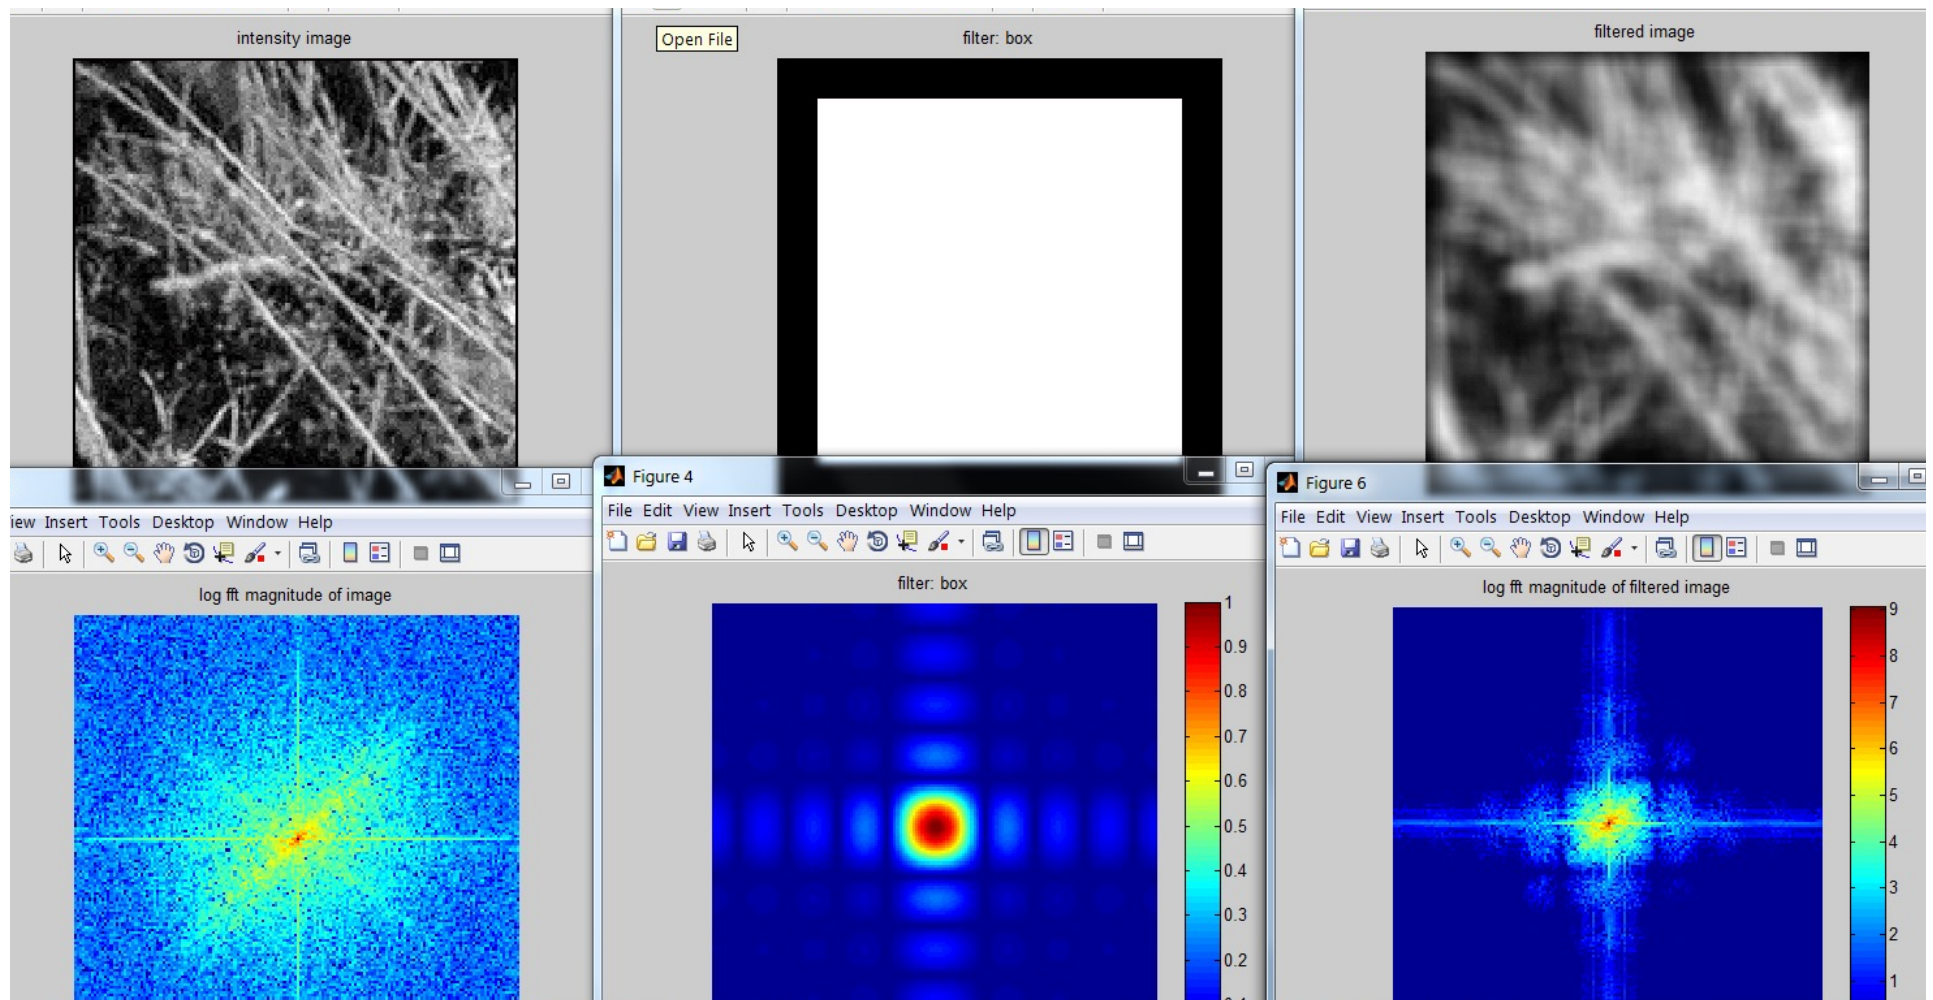 intensity image
Open File
filter: box
filtered image
Figure 4
Figure 6
iew Insert Tools Desktop Window Help
File Edit View Insert Tools Desktop Window Help
File Edit View Insert Tools Desktop Window Help
log fft magnitude of image
filter: box
1
0.9
0.8
0.7
0.6
0.5
0.4
0.3
0.2
log fft magnitude of filtered image
9
8
7
6
5
4
3
2
1